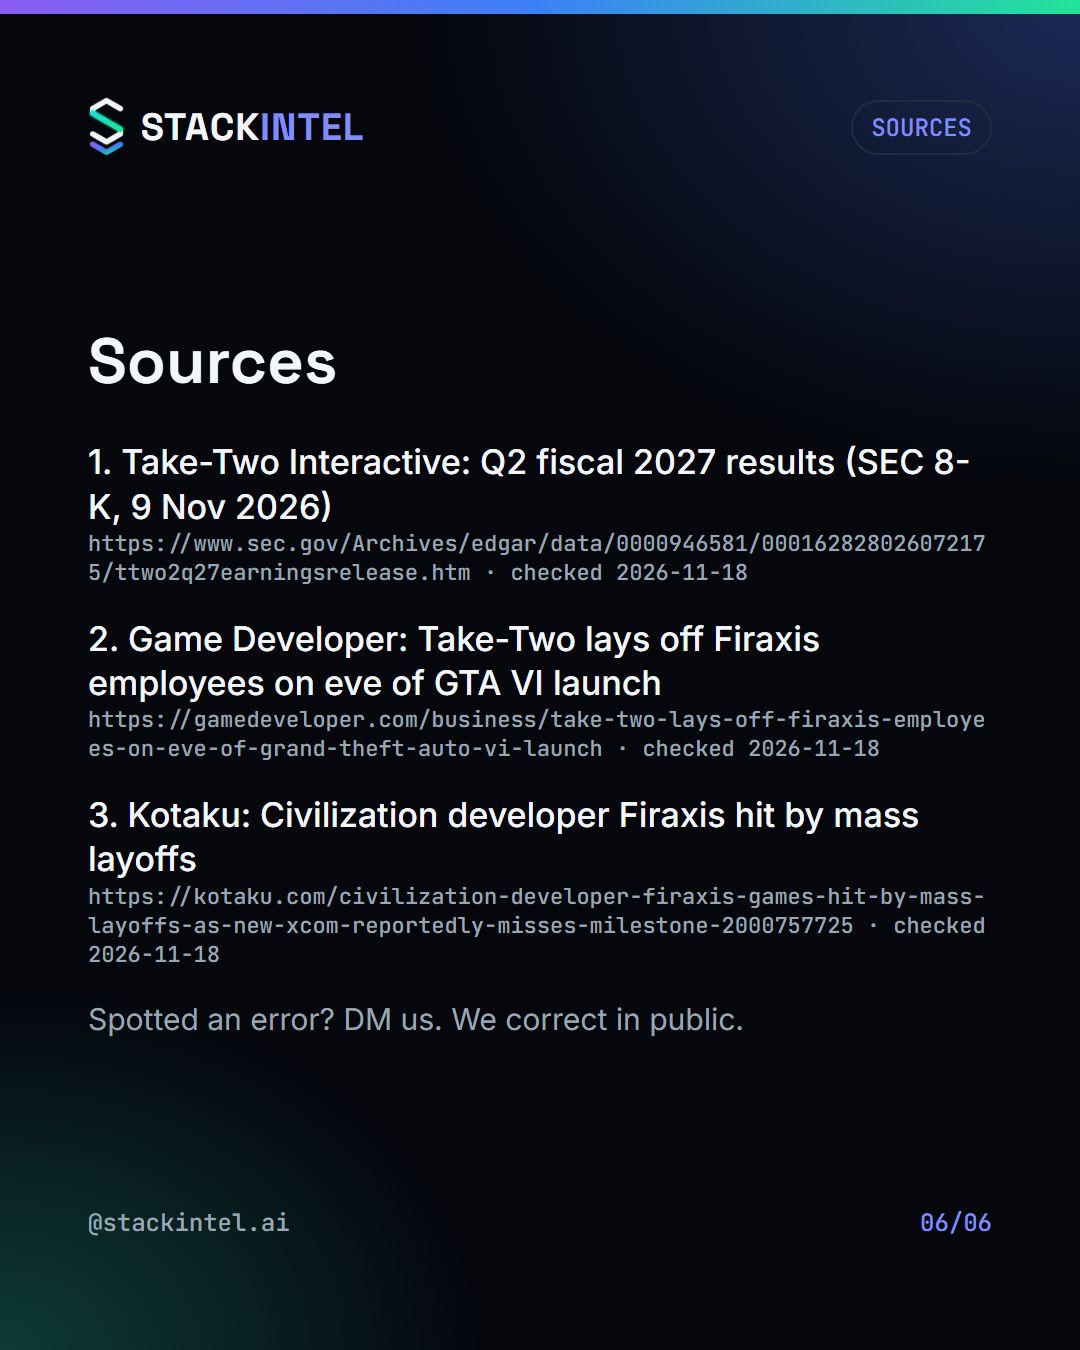 STACKINTEL
SOURCES
Sources
1. Take-Two Interactive: Q2 fiscal 2027 results (SEC 8-
K, 9 Nov 2026)
https://www.sec.gov/Archives/edgar/data/0000946581/00016282802607217
5/ttwo2q27earningsrelease.htm · checked 2026-11-18
2. Game Developer: Take-Two lays off Firaxis
employees on eve of GTA VI launch
https://gamedeveloper.com/business/take-two-lays-off-firaxis-employe
es-on-eve-of-grand-theft-auto-vi-launch · checked 2026-11-18
3. Kotaku: Civilization developer Firaxis hit by mass
layoffs
https://kotaku.com/civilization-developer-firaxis-games-hit-by-mass-
layoffs-as-new-xcom-reportedly-misses-milestone-2000757725 · checked
2026-11-18
Spotted an error? DM us. We correct in public.
@stackintel.ai
06/06